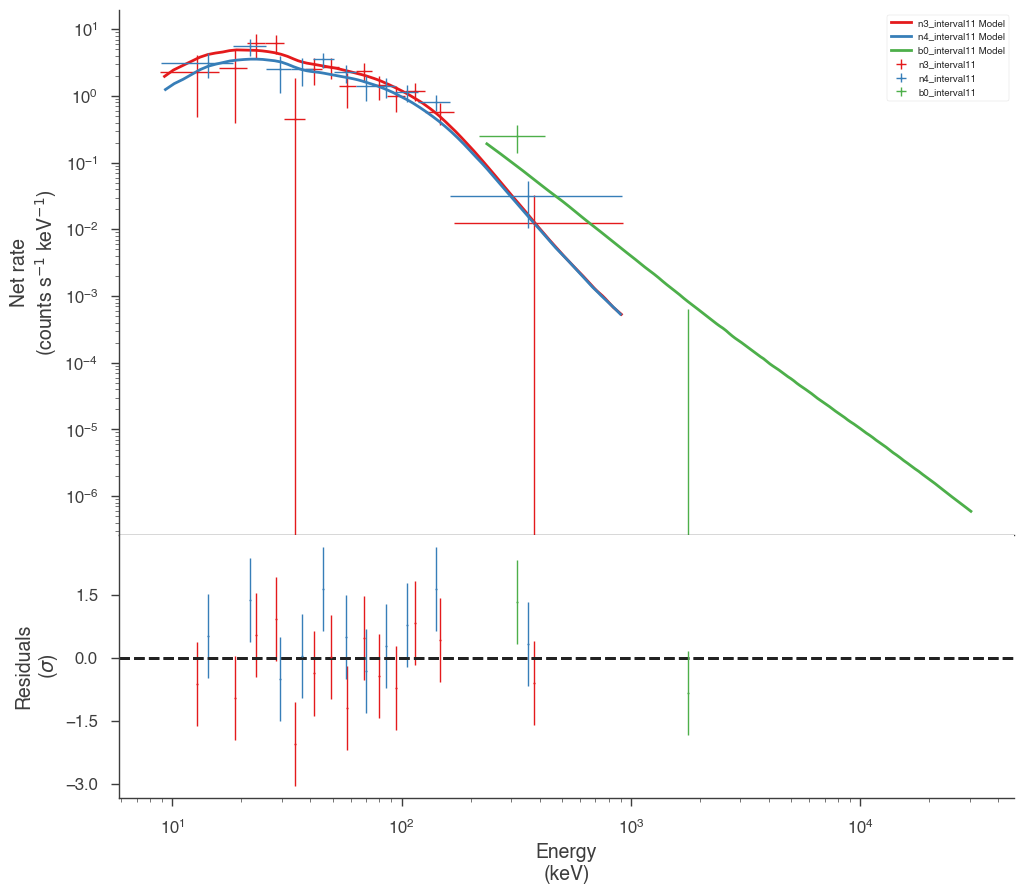 n3_interval11 Model
n4_interval11 Model
b0_interval11 Model
n3_interval11
n4_interval11
b0_interval11
Net rate
(counts s⁻¹ keV⁻¹)
10¹
10⁰
10⁻¹
10⁻²
10⁻³
10⁻⁴
10⁻⁵
10⁻⁶
Residuals
(σ)
1.5
0.0
−1.5
−3.0
10¹ 10² 10³ 10⁴
Energy
(keV)